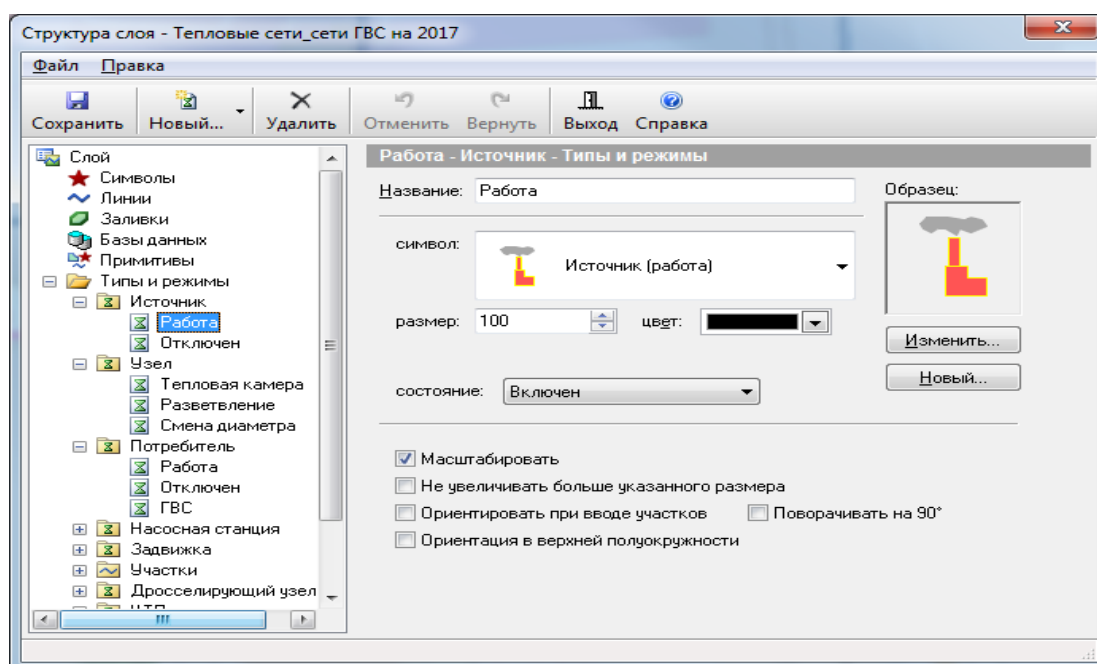 Структура слоя - Тепловые сети_сети ГВС на 2017
Файл Правка
Сохранить Новый... Удалить Отменить Вернуть Выход Справка
Слой
Символы
Линии
Заливки
Базы данных
Примитивы
Типы и режимы
Источник
Работа
Отключен
Узел
Тепловая камера
Разветвление
Смена диаметра
Потребитель
Работа
Отключен
ГВС
Насосная станция
Задвижка
Участки
Дросселирующий узел
Работа - Источник - Типы и режимы
Название: Работа
Образец:
символ: Источник (работа)
размер: 100 цвет:
Изменить...
Новый...
состояние: Включен
Масштабировать
Не увеличивать больше указанного размера
Ориентировать при вводе участков Поворачивать на 90°
Ориентация в верхней полуокружности